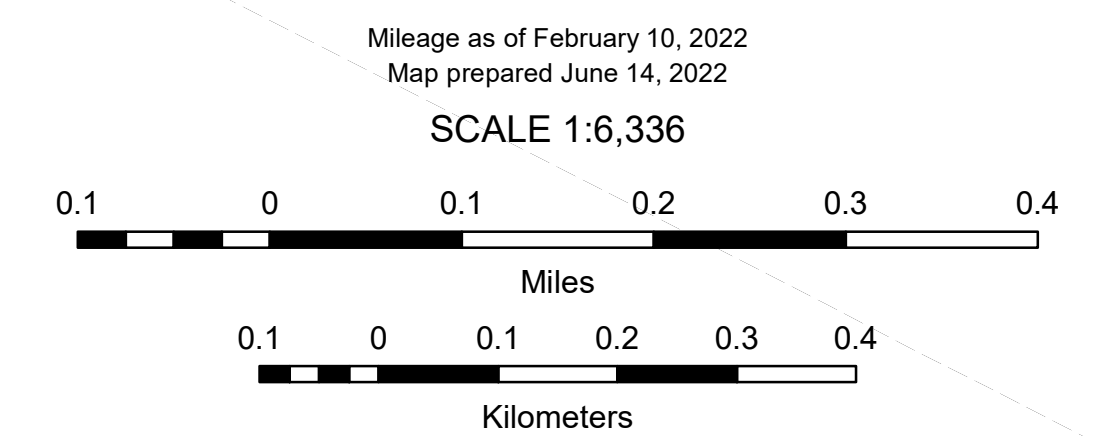 Mileage as of February 10, 2022
Map prepared June 14, 2022
SCALE 1:6,336
0.1 0 0.1 0.2 0.3 0.4
Miles
0.1 0 0.1 0.2 0.3 0.4
Kilometers